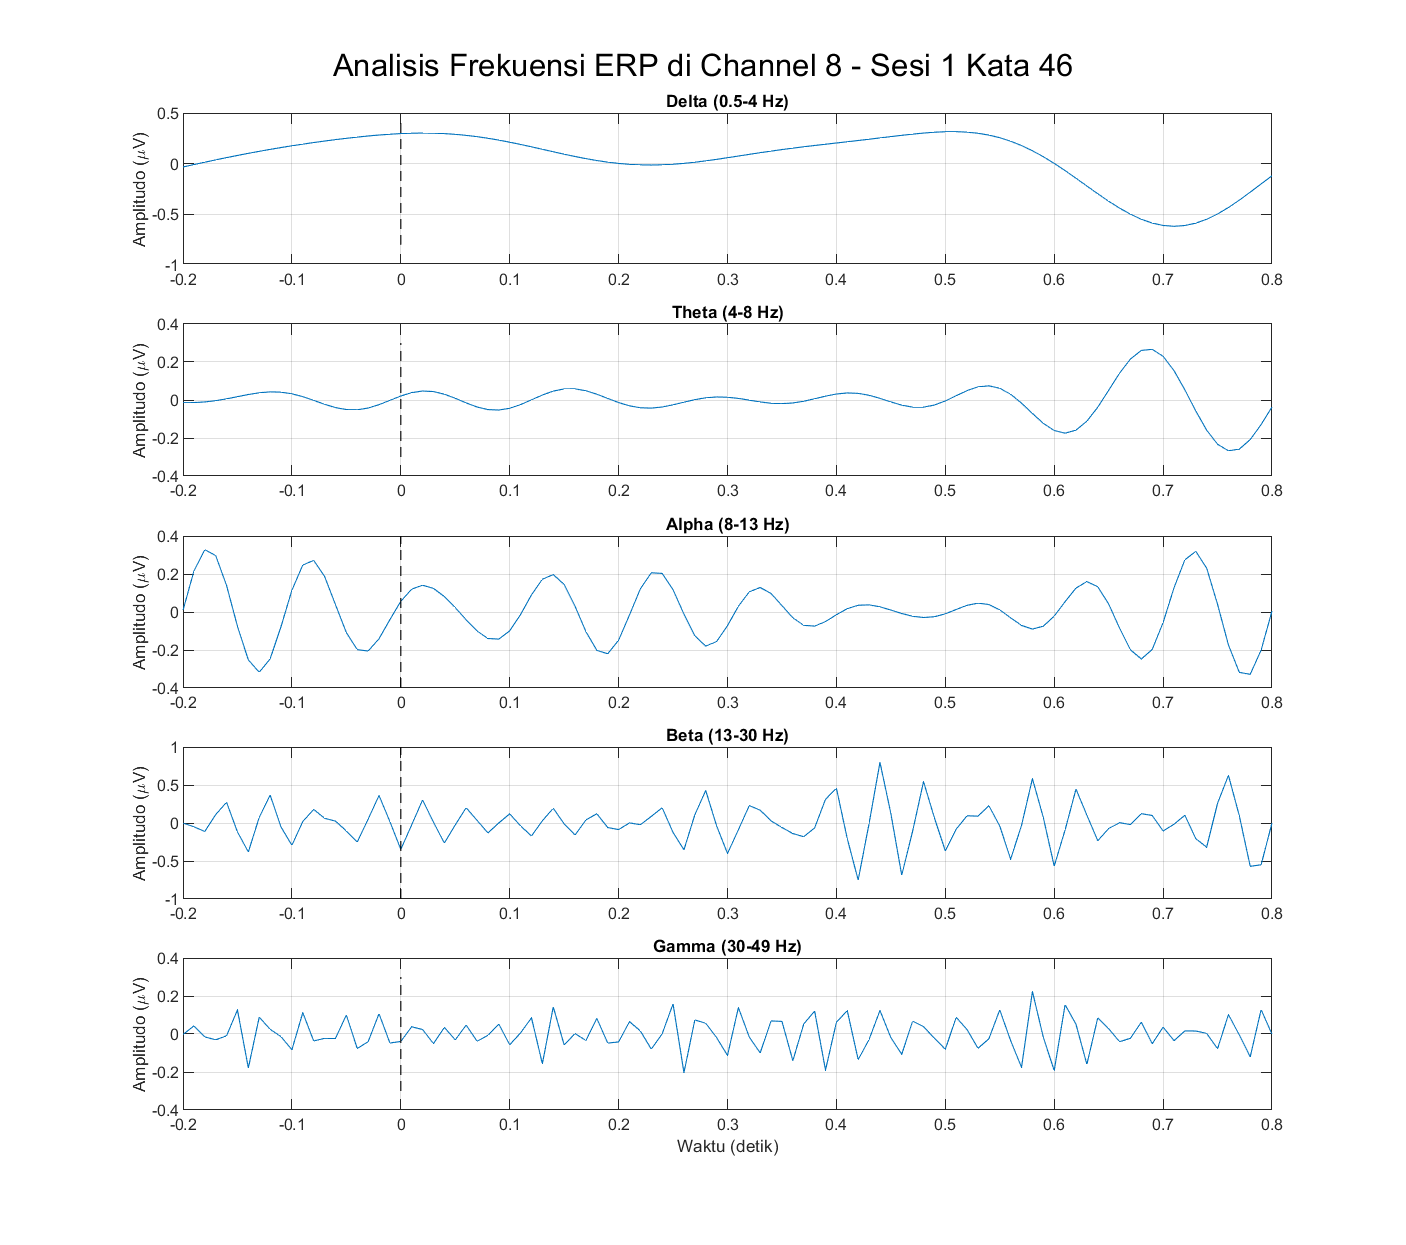 Analisis Frekuensi ERP di Channel 8 - Sesi 1 Kata 46
Delta (0.5-4 Hz)
Amplitudo (μV)
0.5
0
-0.5
-1
-0.2 -0.1 0 0.1 0.2 0.3 0.4 0.5 0.6 0.7 0.8
Theta (4-8 Hz)
Amplitudo (μV)
0.4
0.2
0
-0.2
-0.4
-0.2 -0.1 0 0.1 0.2 0.3 0.4 0.5 0.6 0.7 0.8
Alpha (8-13 Hz)
Amplitudo (μV)
0.4
0.2
0
-0.2
-0.4
-0.2 -0.1 0 0.1 0.2 0.3 0.4 0.5 0.6 0.7 0.8
Beta (13-30 Hz)
Amplitudo (μV)
1
0.5
0
-0.5
-1
-0.2 -0.1 0 0.1 0.2 0.3 0.4 0.5 0.6 0.7 0.8
Gamma (30-49 Hz)
Amplitudo (μV)
0.4
0.2
0
-0.2
-0.4
-0.2 -0.1 0 0.1 0.2 0.3 0.4 0.5 0.6 0.7 0.8
Waktu (detik)